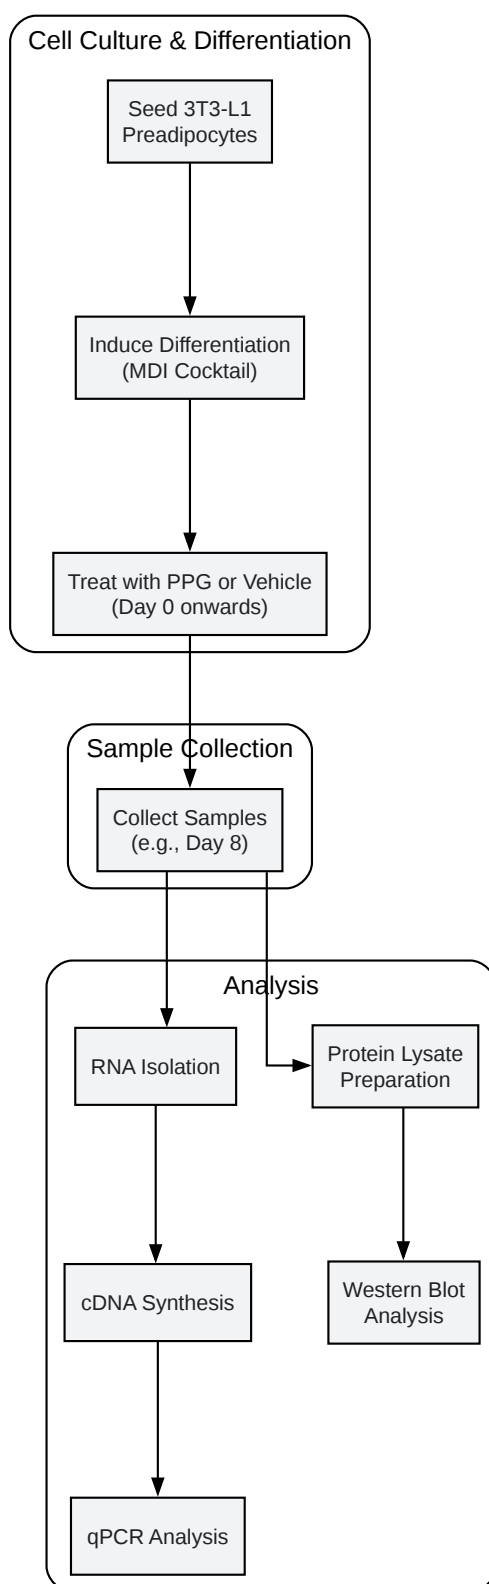 Cell Culture & Differentiation
Seed 3T3-L1
Preadipocytes
Induce Differentiation
(MDI Cocktail)
Treat with PPG or Vehicle
(Day 0 onwards)
Sample Collection
Collect Samples
(e.g., Day 8)
Analysis
RNA Isolation
Protein Lysate
Preparation
cDNA Synthesis
Western Blot
Analysis
qPCR Analysis